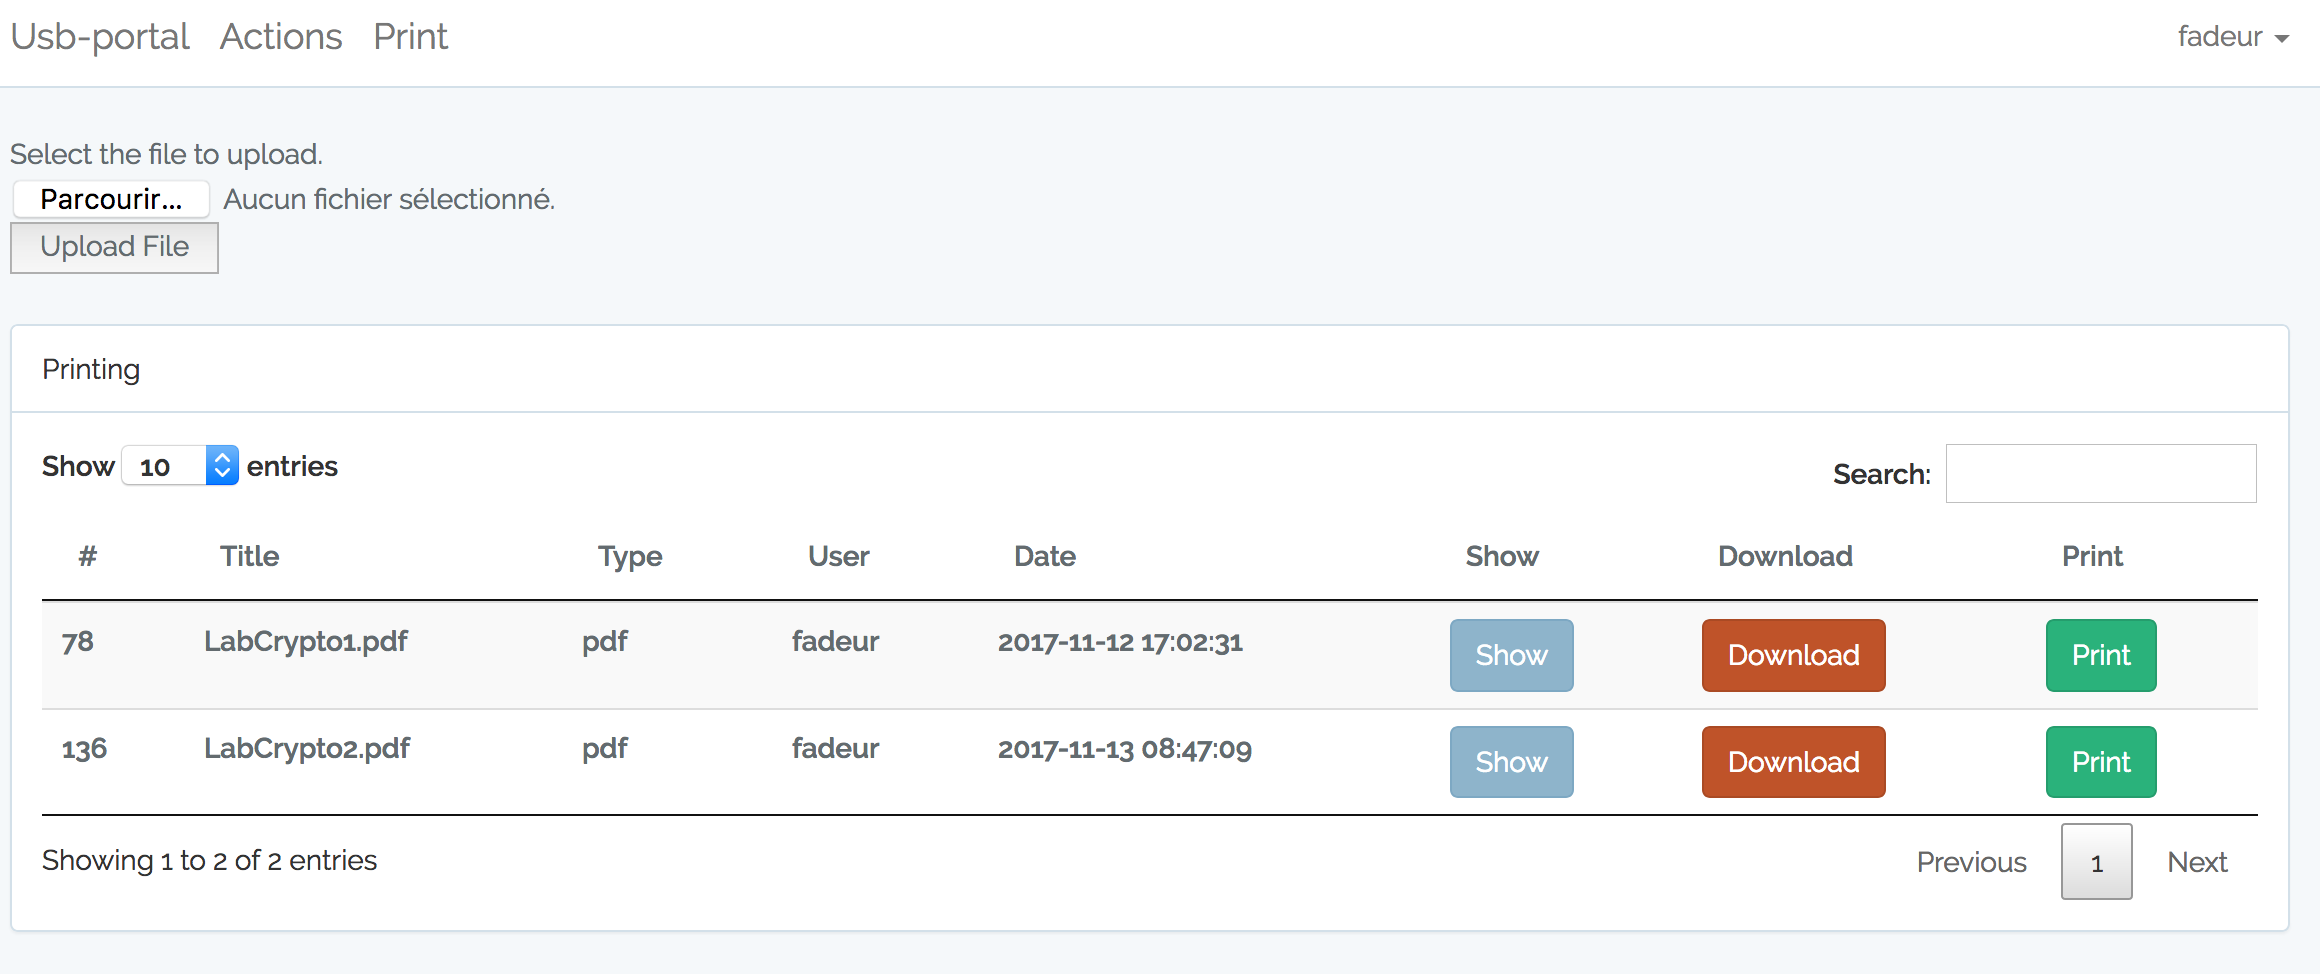 Usb-portal Actions Print fadeur
Select the file to upload.
Parcourir... Aucun fichier sélectionné.
Upload File
Printing
Show 10 entries Search:
# Title Type User Date Show Download Print
78 LabCrypto1.pdf pdf fadeur 2017-11-12 17:02:31 Show Download Print
136 LabCrypto2.pdf pdf fadeur 2017-11-13 08:47:09 Show Download Print
Showing 1 to 2 of 2 entries Previous 1 Next